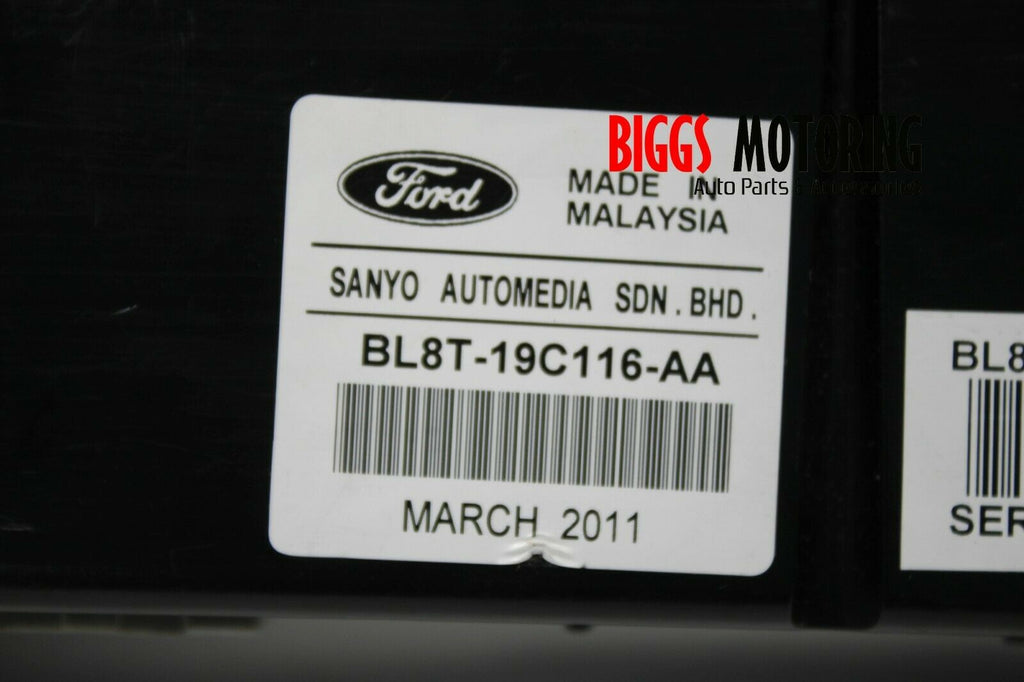 BIGGS MOTORING
Auto Parts & Accessories
Ford
MADE IN
MALAYSIA
SANYO AUTOMEDIA SDN. BHD.
BL8T-19C116-AA
MARCH 2011
BL8
SER